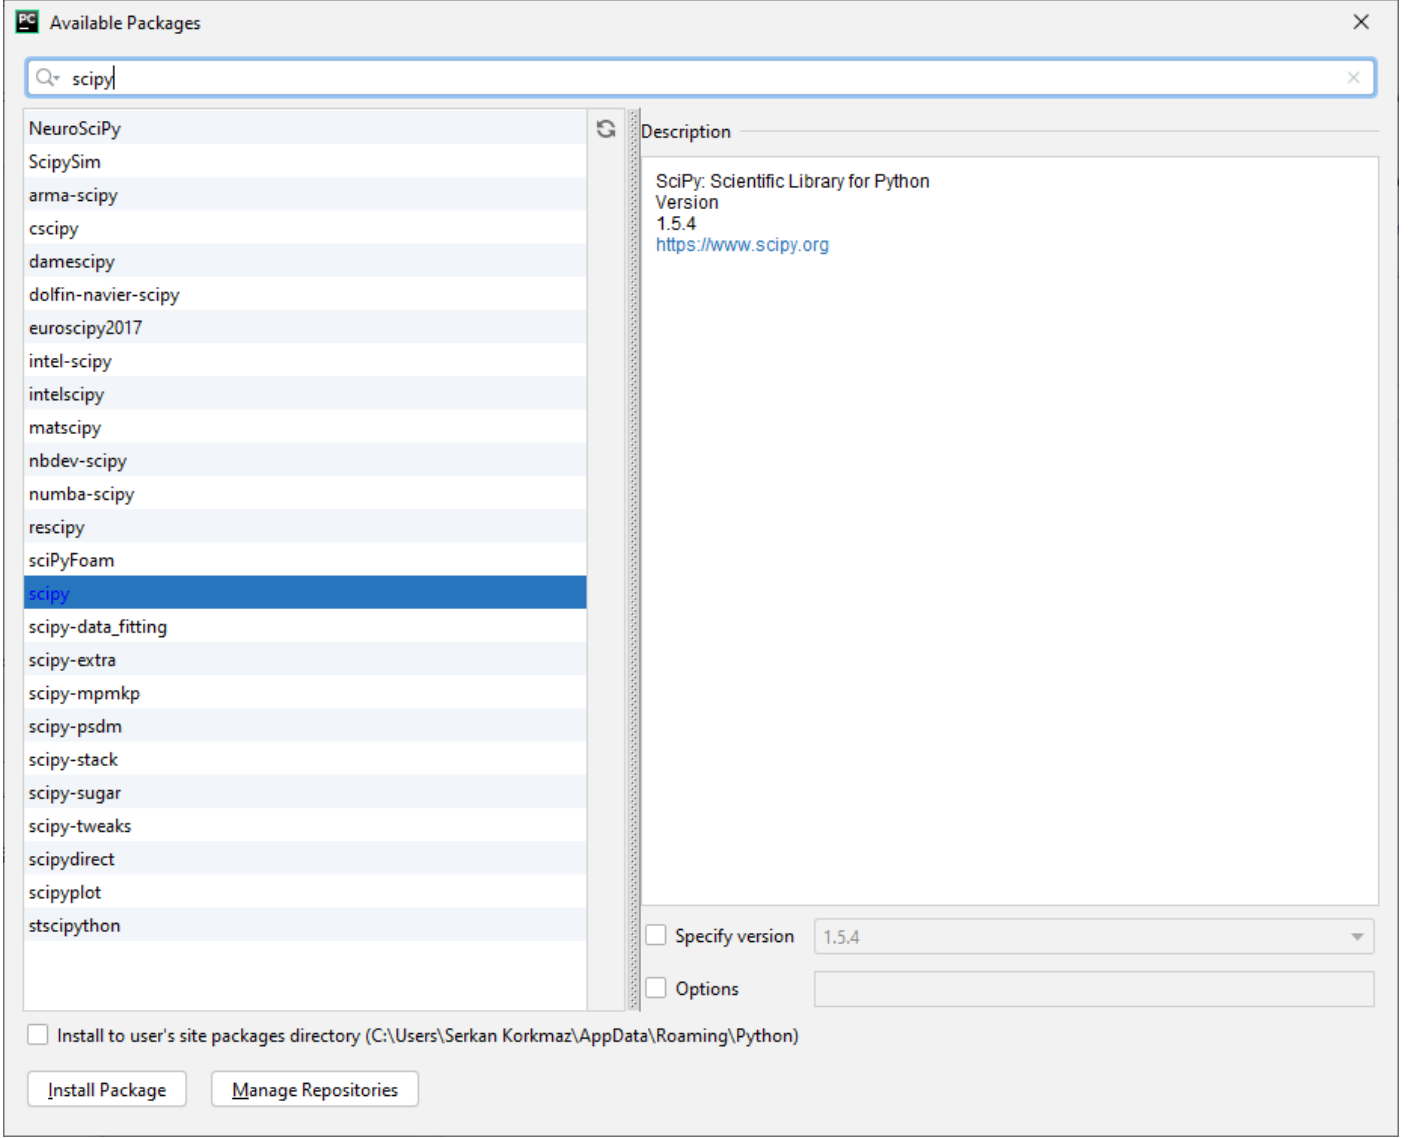 PC Available Packages
scipy
NeuroSciPy
ScipySim
arma-scipy
cscipy
damescipy
dolfin-navier-scipy
euroscipy2017
intel-scipy
intelscipy
matscipy
nbdev-scipy
numba-scipy
rescipy
sciPyFoam
scipy
scipy-data_fitting
scipy-extra
scipy-mpmkp
scipy-psdm
scipy-stack
scipy-sugar
scipy-tweaks
scipydirect
scipyplot
stscipython
Description
SciPy: Scientific Library for Python
Version
1.5.4
https://www.scipy.org
Specify version 1.5.4
Options
Install to user's site packages directory (C:\Users\Serkan Korkmaz\AppData\Roaming\Python)
Install Package Manage Repositories